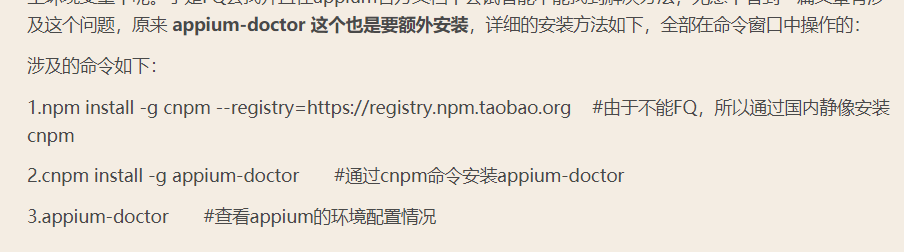 及这个问题，原来 appium-doctor 这个也是要额外安装，详细的安装方法如下，全部在命令窗口中操作的：
涉及的命令如下：
1.npm install -g cnpm --registry=https://registry.npm.taobao.org    #由于不能FQ，所以通过国内静像安装
cnpm
2.cnpm install -g appium-doctor       #通过cnpm命令安装appium-doctor
3.appium-doctor       #查看appium的环境配置情况